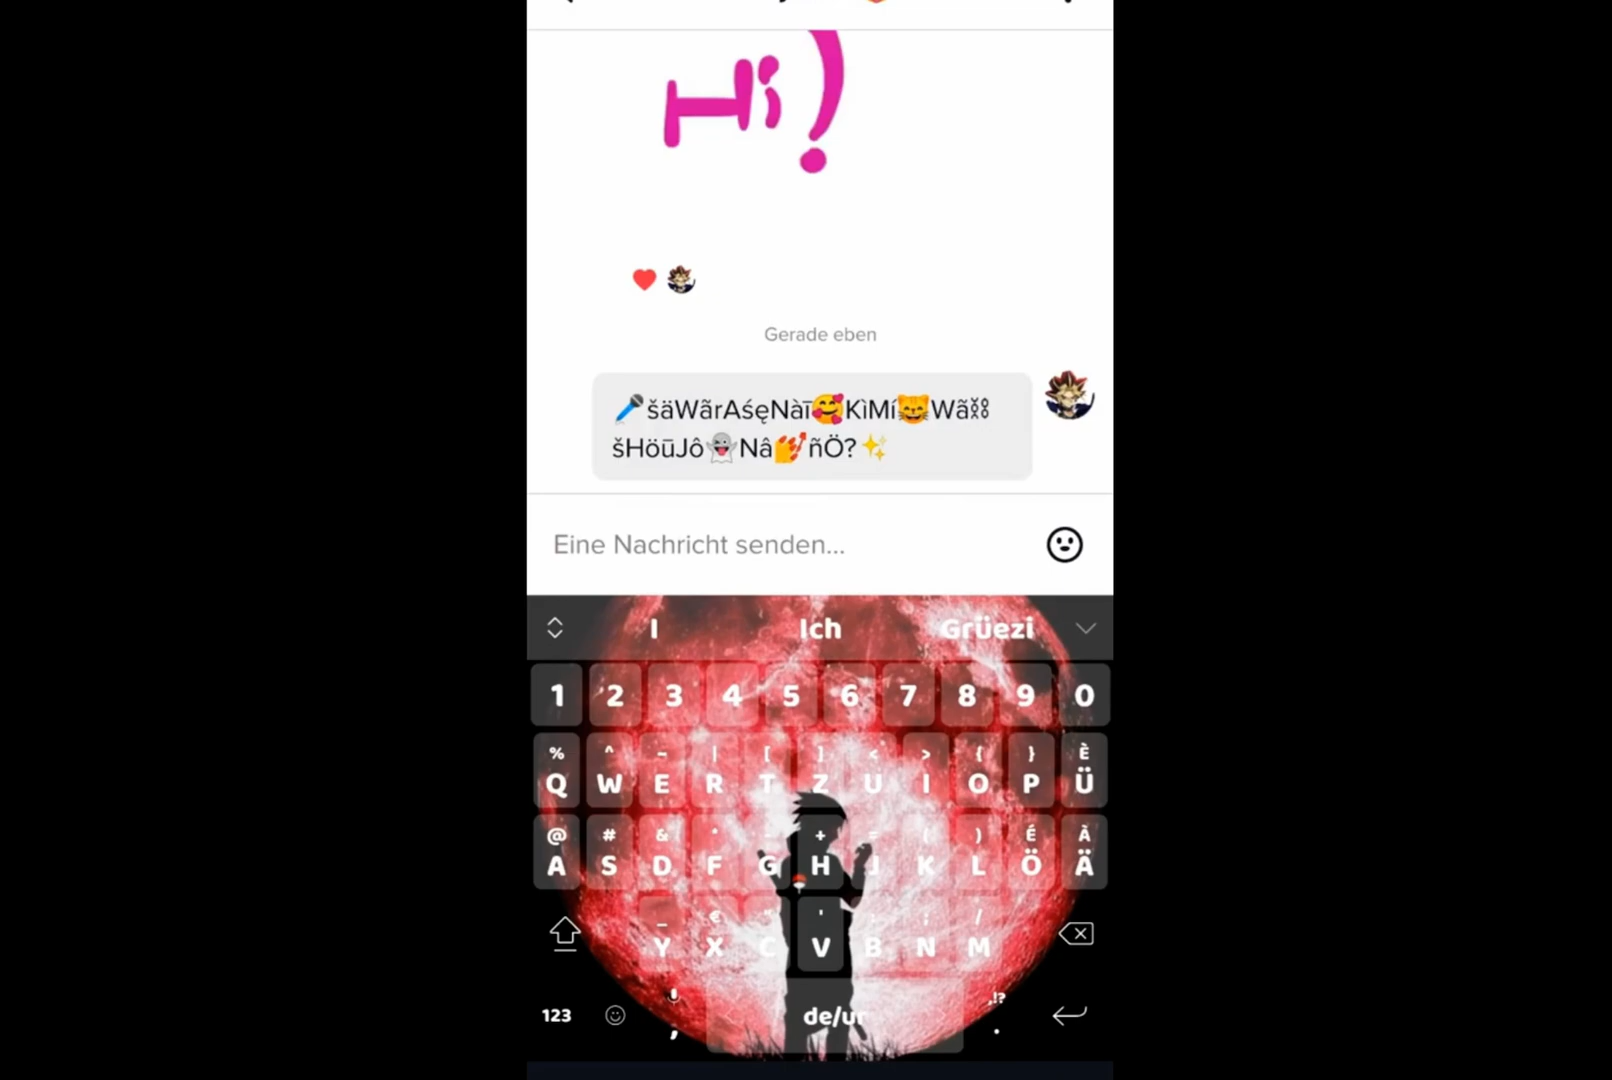 Hi!
Gerade eben
🎤šäWãrAśęNàī🥰KìMí😸Wã⛓
šHöūJô👻Nâ💅ñÖ?✨
Eine Nachricht senden...
I Ich Grüezi
1 2 3 4 5 6 7 8 9 0
% ^ ~ | [ ] < > { } È
Q W E R T Z U I O P Ü
@ # & * - + = ( ) É À
A S D F G H J K L Ö Ä
_ € " ' : ; /
Y X C V B N M
,!?
123 , de/ur .